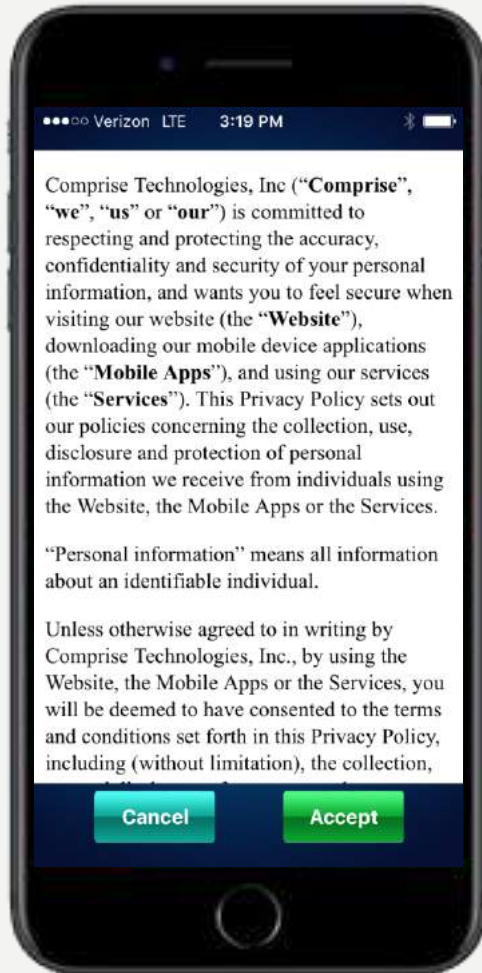 Verizon LTE 3:19 PM
Comprise Technologies, Inc (“Comprise”,
“we”, “us” or “our”) is committed to
respecting and protecting the accuracy,
confidentiality and security of your personal
information, and wants you to feel secure when
visiting our website (the “Website”),
downloading our mobile device applications
(the “Mobile Apps”), and using our services
(the “Services”). This Privacy Policy sets out
our policies concerning the collection, use,
disclosure and protection of personal
information we receive from individuals using
the Website, the Mobile Apps or the Services.
“Personal information” means all information
about an identifiable individual.
Unless otherwise agreed to in writing by
Comprise Technologies, Inc., by using the
Website, the Mobile Apps or the Services, you
will be deemed to have consented to the terms
and conditions set forth in this Privacy Policy,
including (without limitation), the collection,
Cancel Accept